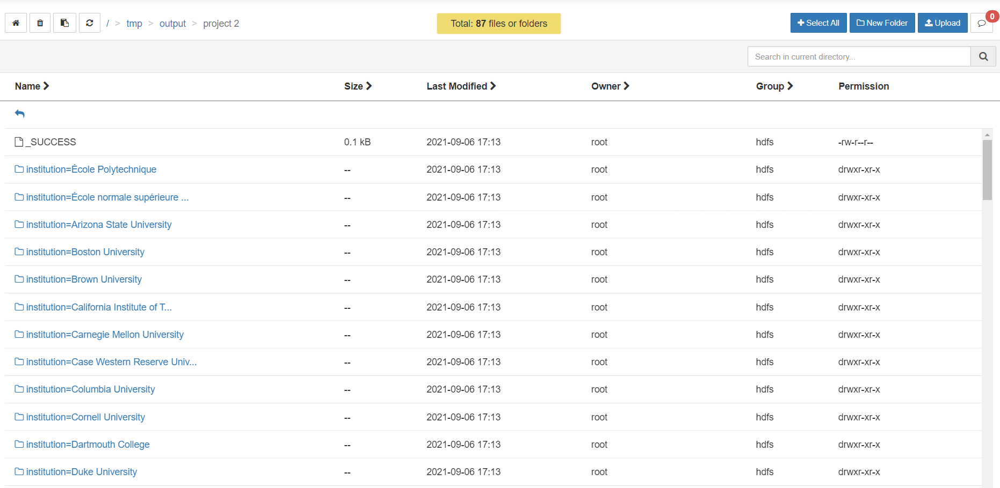 / > tmp > output > project 2 Total: 87 files or folders Select All New Folder Upload 0
Search in current directory...
Name Size Last Modified Owner Group Permission
_SUCCESS 0.1 kB 2021-09-06 17:13 root hdfs -rw-r--r--
institution=École Polytechnique -- 2021-09-06 17:13 root hdfs drwxr-xr-x
institution=École normale supérieure ... -- 2021-09-06 17:13 root hdfs drwxr-xr-x
institution=Arizona State University -- 2021-09-06 17:13 root hdfs drwxr-xr-x
institution=Boston University -- 2021-09-06 17:13 root hdfs drwxr-xr-x
institution=Brown University -- 2021-09-06 17:13 root hdfs drwxr-xr-x
institution=California Institute of T... -- 2021-09-06 17:13 root hdfs drwxr-xr-x
institution=Carnegie Mellon University -- 2021-09-06 17:13 root hdfs drwxr-xr-x
institution=Case Western Reserve Univ... -- 2021-09-06 17:13 root hdfs drwxr-xr-x
institution=Columbia University -- 2021-09-06 17:13 root hdfs drwxr-xr-x
institution=Cornell University -- 2021-09-06 17:13 root hdfs drwxr-xr-x
institution=Dartmouth College -- 2021-09-06 17:13 root hdfs drwxr-xr-x
institution=Duke University -- 2021-09-06 17:13 root hdfs drwxr-xr-x